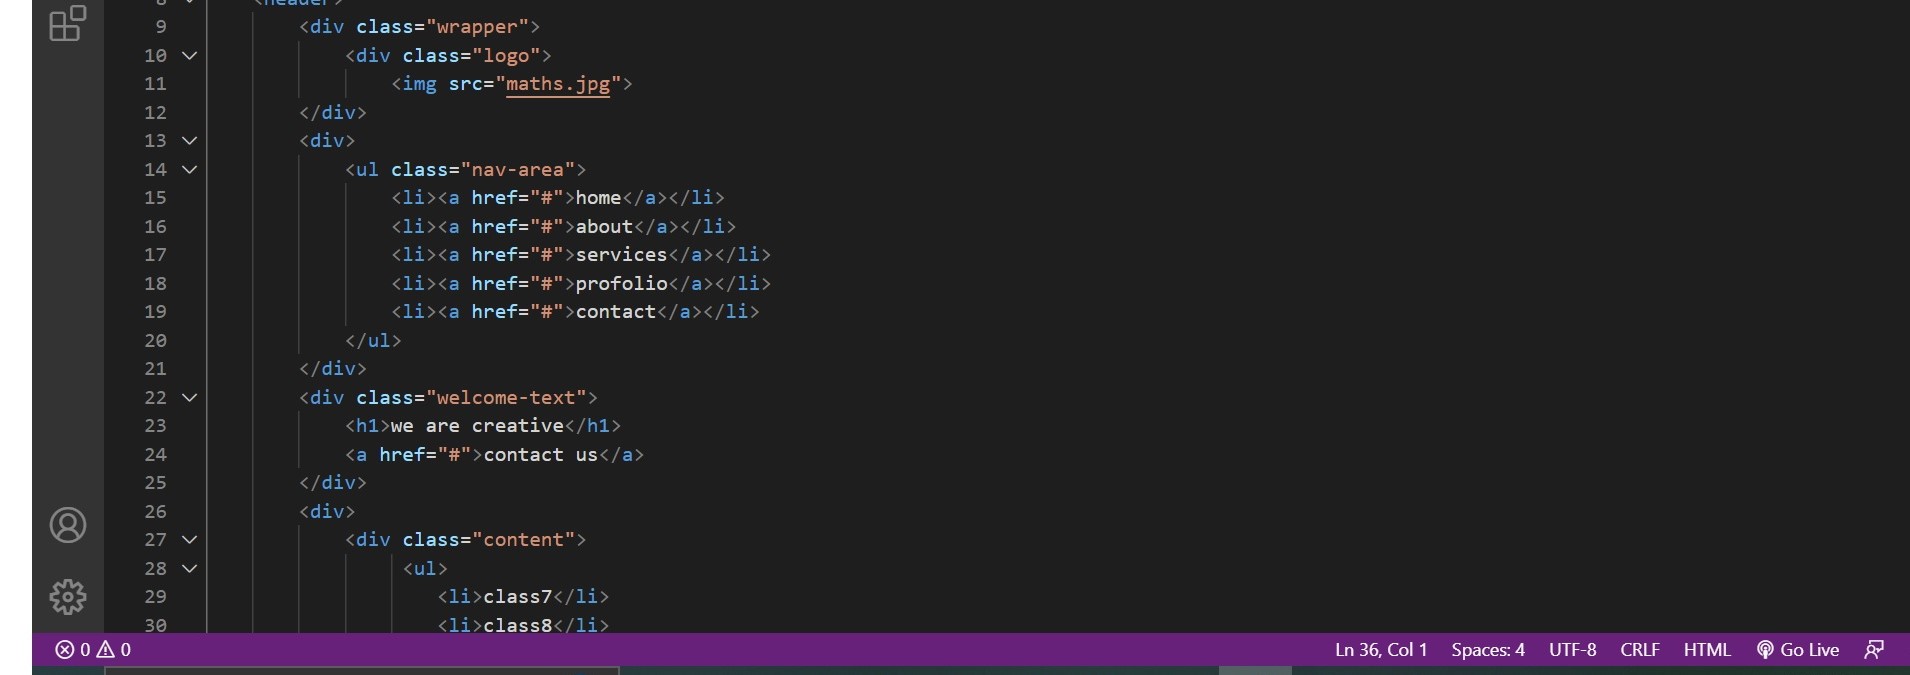 8 <header>
9 <div class="wrapper">
10 <div class="logo">
11 <img src="maths.jpg">
12 </div>
13 <div>
14 <ul class="nav-area">
15 <li><a href="#">home</a></li>
16 <li><a href="#">about</a></li>
17 <li><a href="#">services</a></li>
18 <li><a href="#">profolio</a></li>
19 <li><a href="#">contact</a></li>
20 </ul>
21 </div>
22 <div class="welcome-text">
23 <h1>we are creative</h1>
24 <a href="#">contact us</a>
25 </div>
26 <div>
27 <div class="content">
28 <ul>
29 <li>class7</li>
30 <li>class8</li>
0 0 Ln 36, Col 1 Spaces: 4 UTF-8 CRLF HTML Go Live